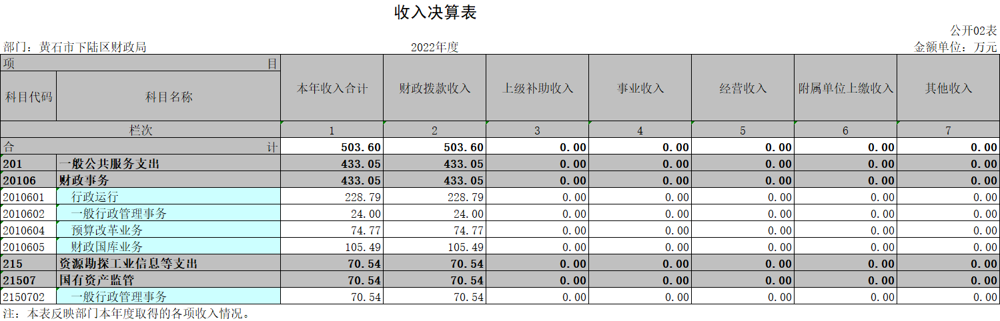 收入决算表
公开02表
部门：黄石市下陆区财政局 2022年度 金额单位：万元
项 目 本年收入合计 财政拨款收入 上级补助收入 事业收入 经营收入 附属单位上缴收入 其他收入
科目代码 科目名称
栏次 1 2 3 4 5 6 7
合 计 503.60 503.60 0.00 0.00 0.00 0.00 0.00
201 一般公共服务支出 433.05 433.05 0.00 0.00 0.00 0.00 0.00
20106 财政事务 433.05 433.05 0.00 0.00 0.00 0.00 0.00
2010601 行政运行 228.79 228.79 0.00 0.00 0.00 0.00 0.00
2010602 一般行政管理事务 24.00 24.00 0.00 0.00 0.00 0.00 0.00
2010604 预算改革业务 74.77 74.77 0.00 0.00 0.00 0.00 0.00
2010605 财政国库业务 105.49 105.49 0.00 0.00 0.00 0.00 0.00
215 资源勘探工业信息等支出 70.54 70.54 0.00 0.00 0.00 0.00 0.00
21507 国有资产监管 70.54 70.54 0.00 0.00 0.00 0.00 0.00
2150702 一般行政管理事务 70.54 70.54 0.00 0.00 0.00 0.00 0.00
注：本表反映部门本年度取得的各项收入情况。